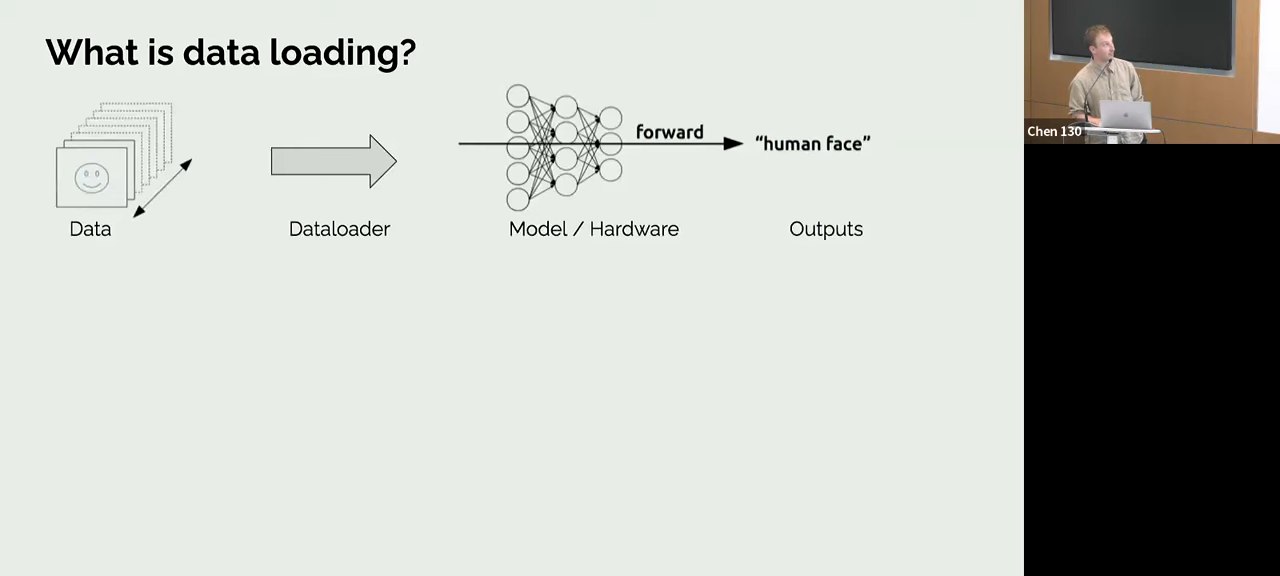 What is data loading?
forward
"human face"
Data
Dataloader
Model / Hardware
Outputs
Chen 130